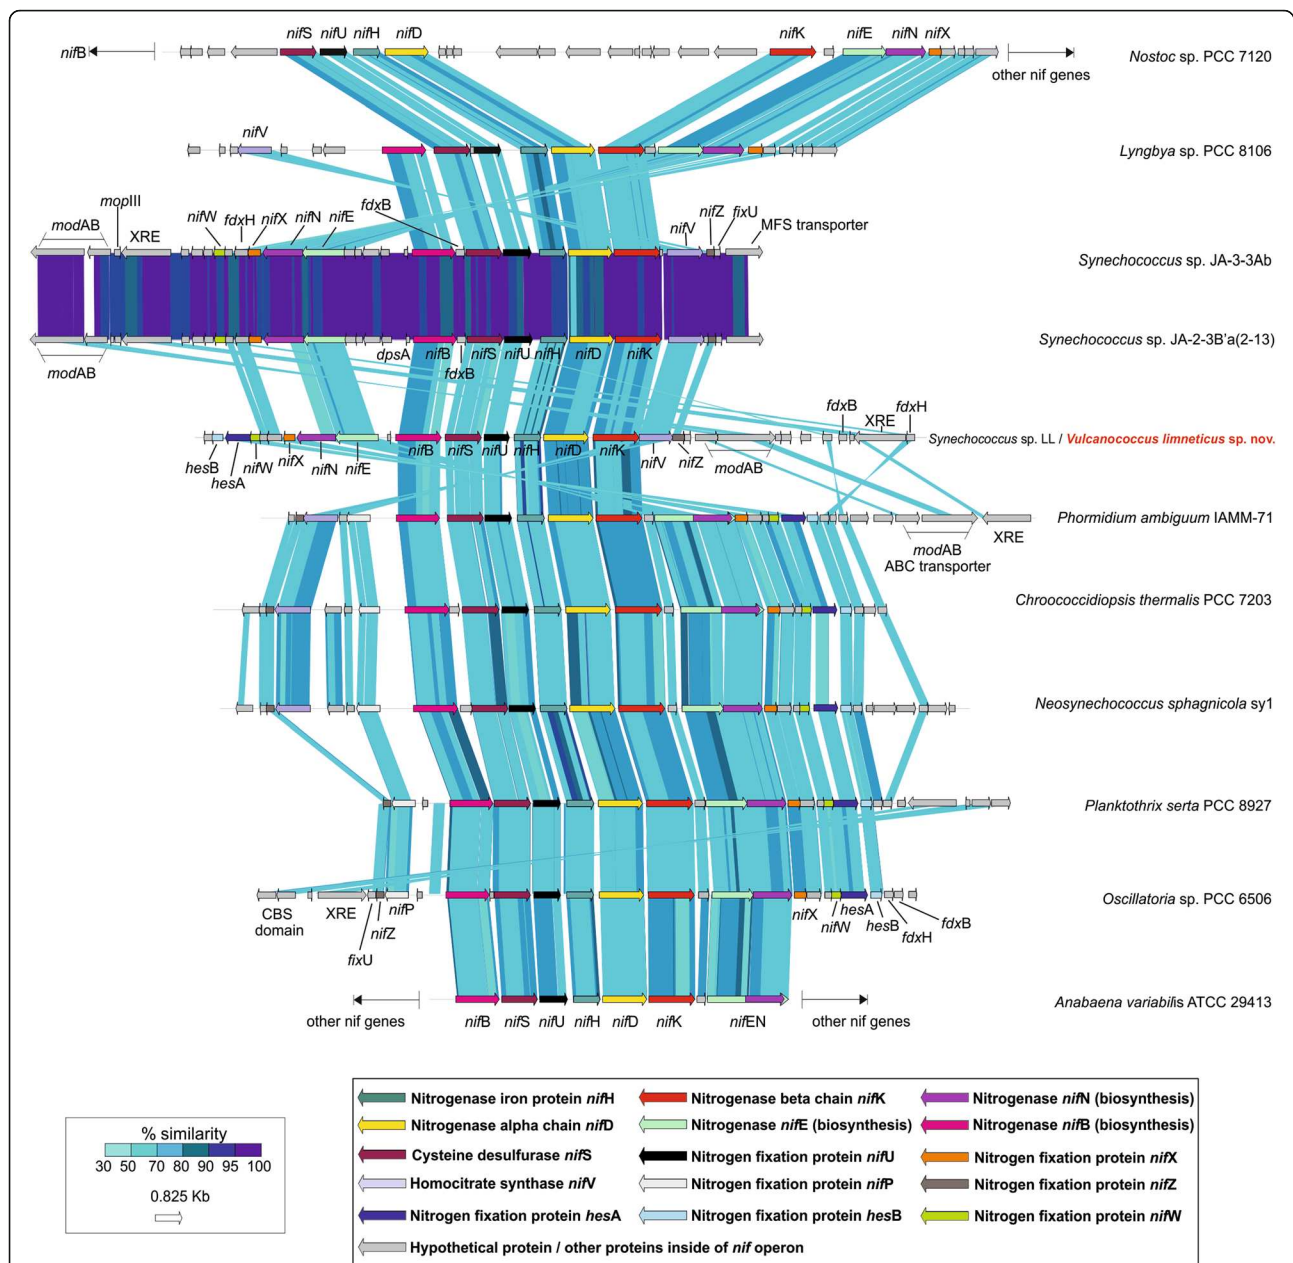 nifS nifU nifH nifD nifK nifE nifN nifX
nifB
Nostoc sp. PCC 7120
other nif genes
nifV
Lyngbya sp. PCC 8106
mopIII
modAB
XRE
nifW
fdxH
nifX
nifN
nifE
fdxB
nifV
nifZ
fixU
MFS transporter
Synechococcus sp. JA-3-3Ab
Synechococcus sp. JA-2-3B'a(2-13)
modAB
dpsA
nifB
fdxB
nifS
nifU
nifH
nifD
nifK
fdxB
XRE
fdxH
Synechococcus sp. LL / Vulcanococcus limneticus sp. nov.
hesB
hesA
nifW
nifX
nifN
nifE
nifB
nifS
nifU
nifH
nifD
nifK
nifV
nifZ
modAB
Phormidium ambiguum IAMM-71
modAB
ABC transporter
XRE
Chroococcidiopsis thermalis PCC 7203
Neosynechococcus sphagnicola sy1
Planktothrix serta PCC 8927
Oscillatoria sp. PCC 6506
CBS
domain
XRE
fixU
nifZ
nifP
nifX
nifW
hesA
hesB
fdxH
fdxB
Anabaena variabilis ATCC 29413
other nif genes
nifB nifS nifU nifH nifD nifK nifEN
other nif genes
% similarity
30 50 70 80 90 95 100
0.825 Kb
Nitrogenase iron protein nifH
Nitrogenase beta chain nifK
Nitrogenase nifN (biosynthesis)
Nitrogenase alpha chain nifD
Nitrogenase nifE (biosynthesis)
Nitrogenase nifB (biosynthesis)
Cysteine desulfurase nifS
Nitrogen fixation protein nifU
Nitrogen fixation protein nifX
Homocitrate synthase nifV
Nitrogen fixation protein nifP
Nitrogen fixation protein nifZ
Nitrogen fixation protein hesA
Nitrogen fixation protein hesB
Nitrogen fixation protein nifW
Hypothetical protein / other proteins inside of nif operon